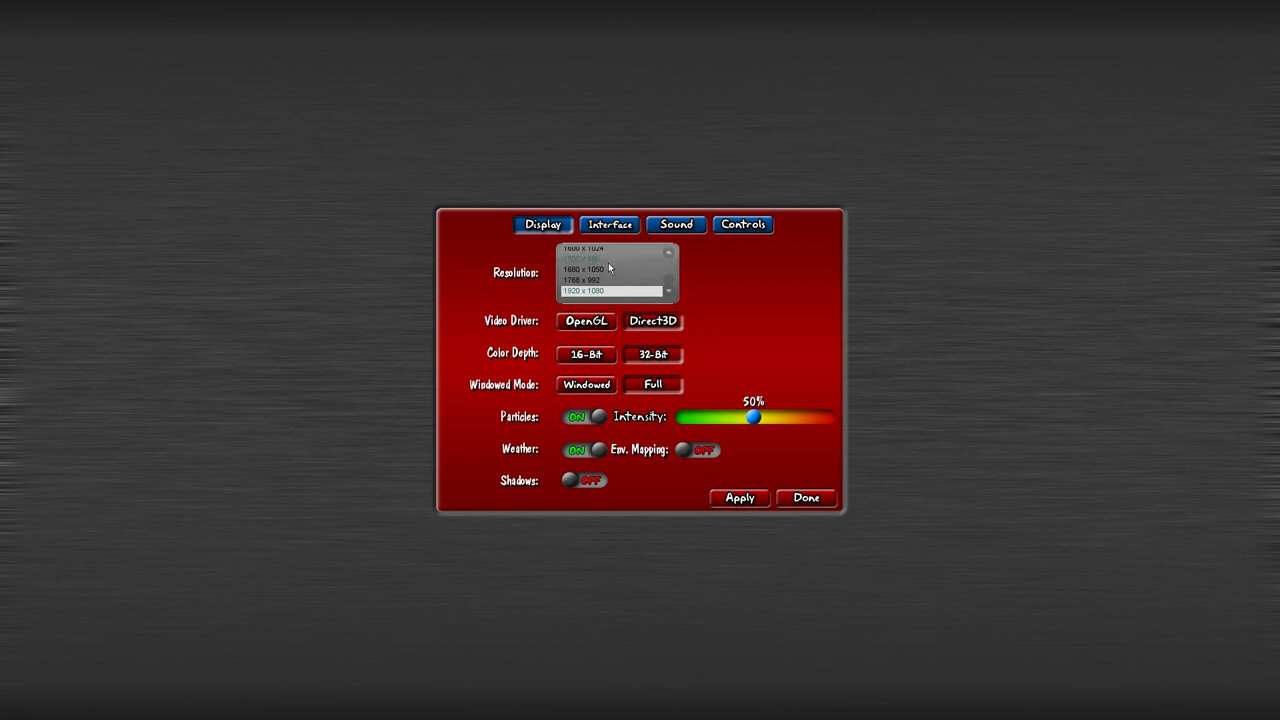 Display Interface Sound Controls
Resolution:
1600 x 1024
1680 x 1050
1768 x 992
1920 x 1080
Video Driver: OpenGL Direct3D
Color Depth: 16-Bit 32-Bit
Windowed Mode: Windowed Full
50%
Particles: ON Intensity:
Weather: ON Env. Mapping: OFF
Shadows: OFF
Apply Done